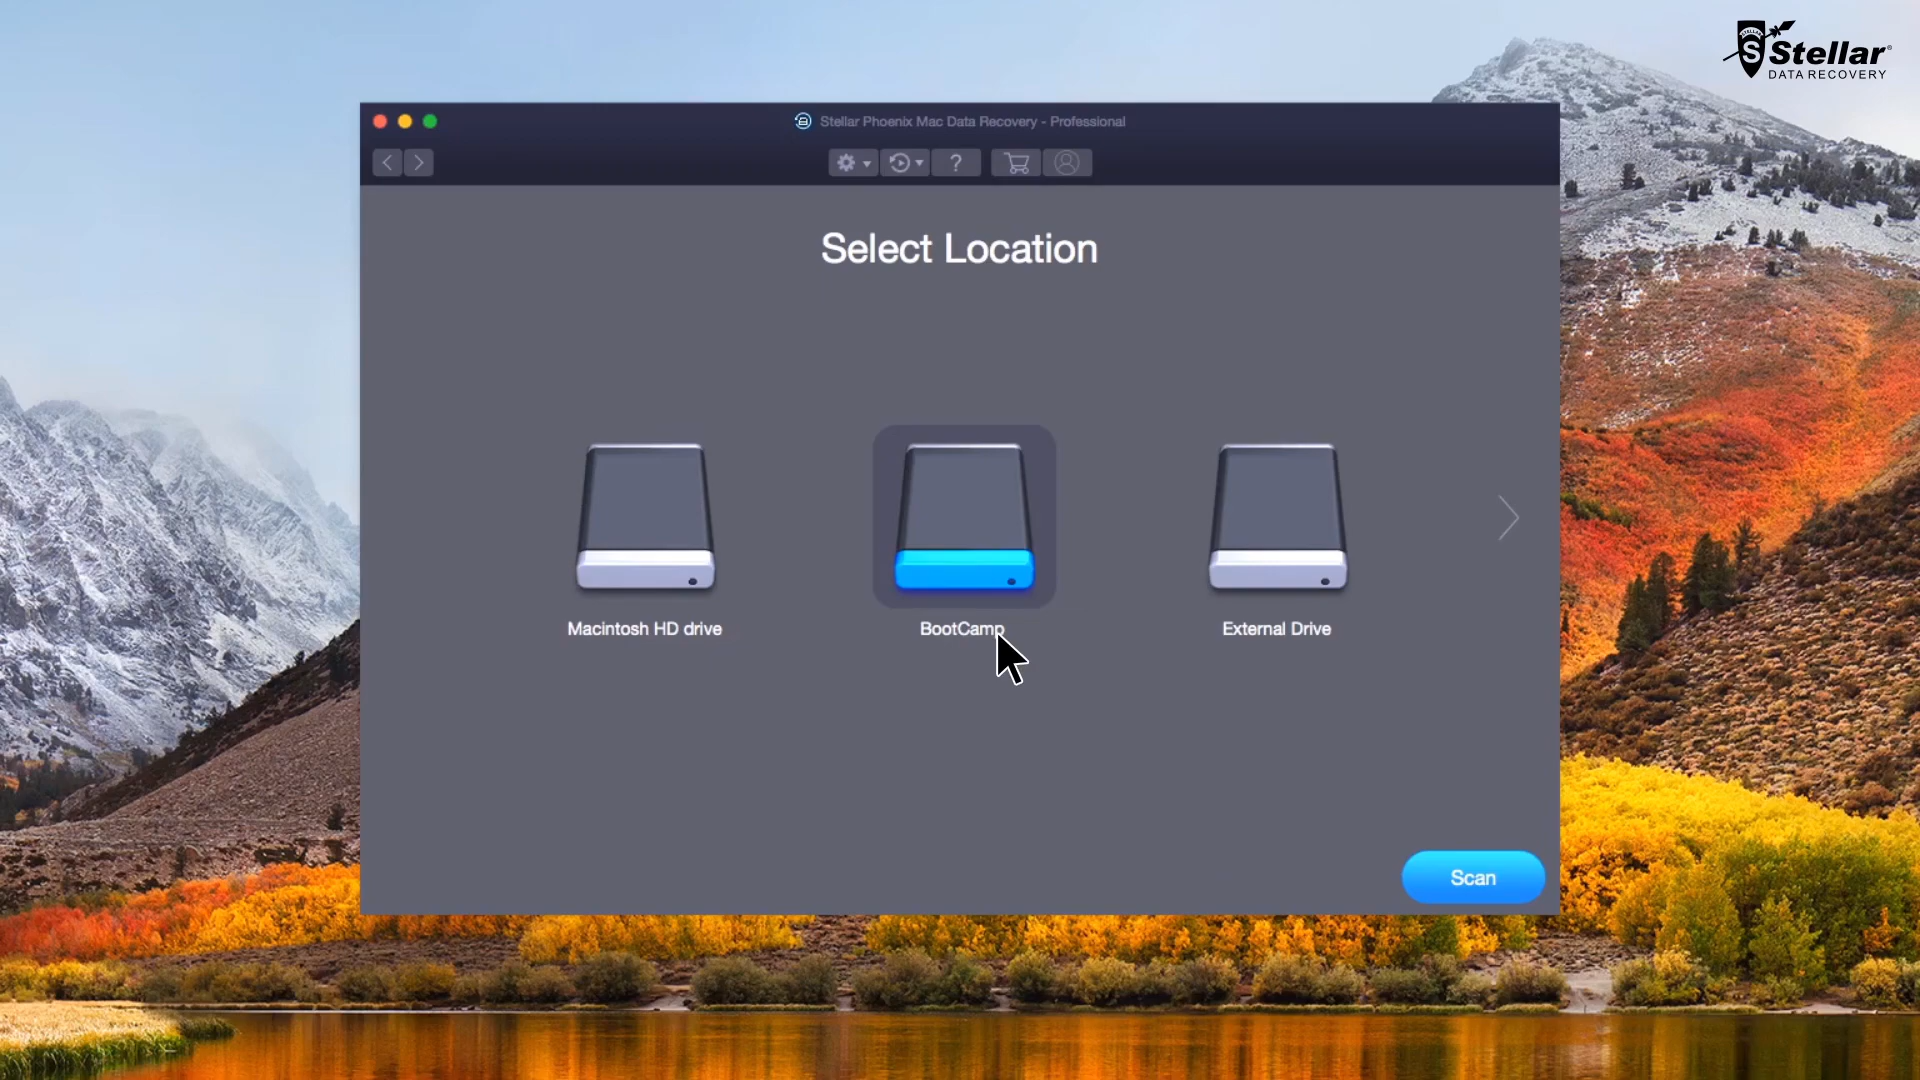 Stellar
DATA RECOVERY
Stellar Phoenix Mac Data Recovery - Professional
?
Select Location
Macintosh HD drive
BootCamp
External Drive
Scan